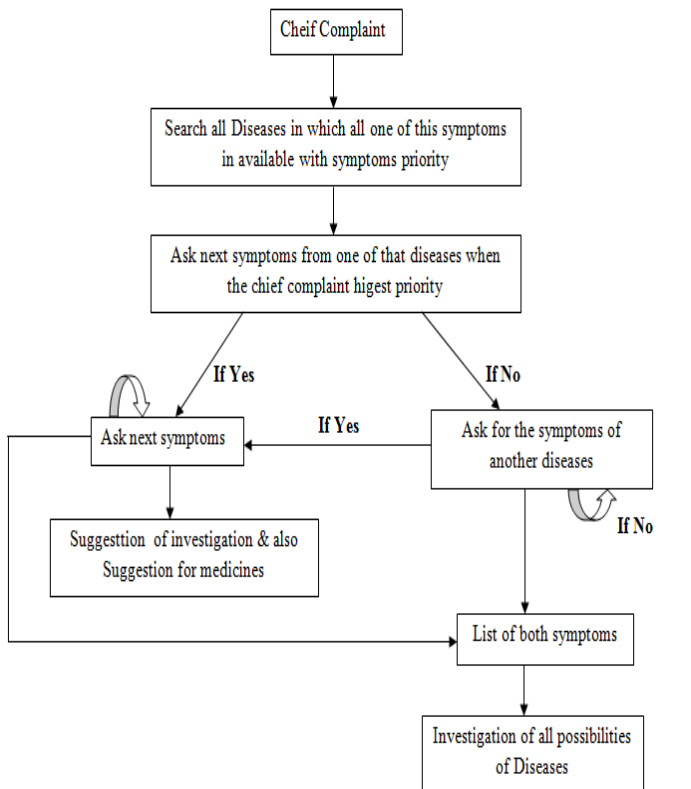 Cheif Complaint
Search all Diseases in which all one of this symptoms
in available with symptoms priority
Ask next symptoms from one of that diseases when
the chief complaint higest priority
If Yes
If No
Ask next symptoms
If Yes
Ask for the symptoms of
another diseases
If No
Suggesttion of investigation & also
Suggestion for medicines
List of both symptoms
Investigation of all possibilities
of Diseases